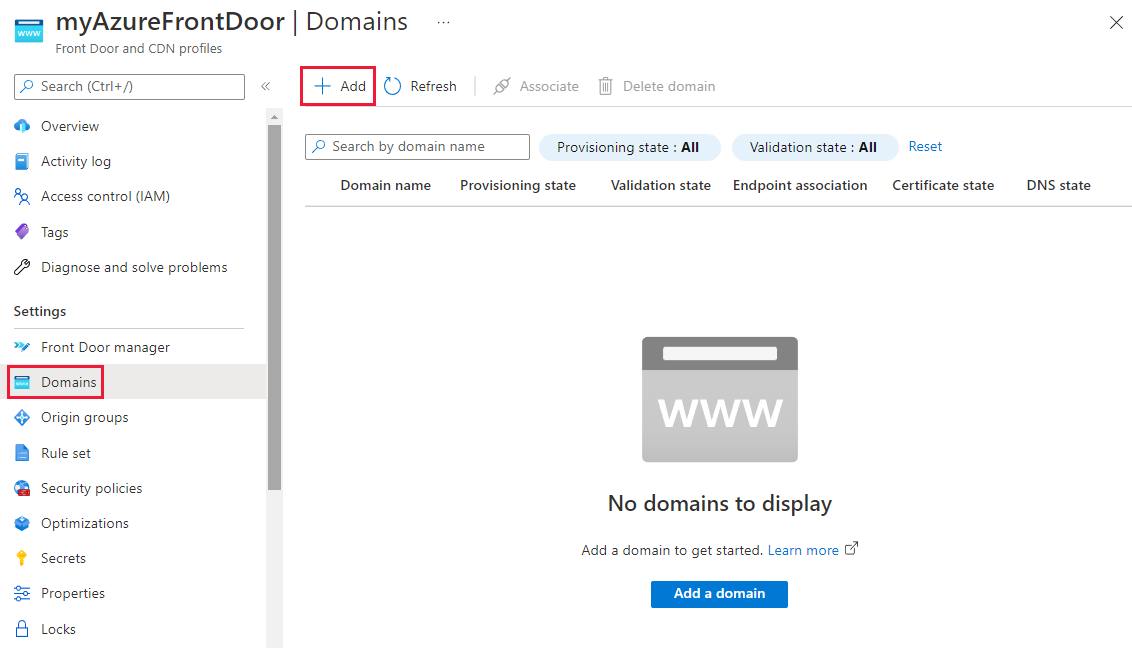 myAzureFrontDoor | Domains ...
Front Door and CDN profiles
Search (Ctrl+/)
«
Add Refresh Associate Delete domain
Overview
Activity log
Access control (IAM)
Tags
Diagnose and solve problems
Settings
Front Door manager
Domains
Origin groups
Rule set
Security policies
Optimizations
Secrets
Properties
Locks
Search by domain name Provisioning state : All Validation state : All Reset
Domain name Provisioning state Validation state Endpoint association Certificate state DNS state
www
No domains to display
Add a domain to get started. Learn more
Add a domain